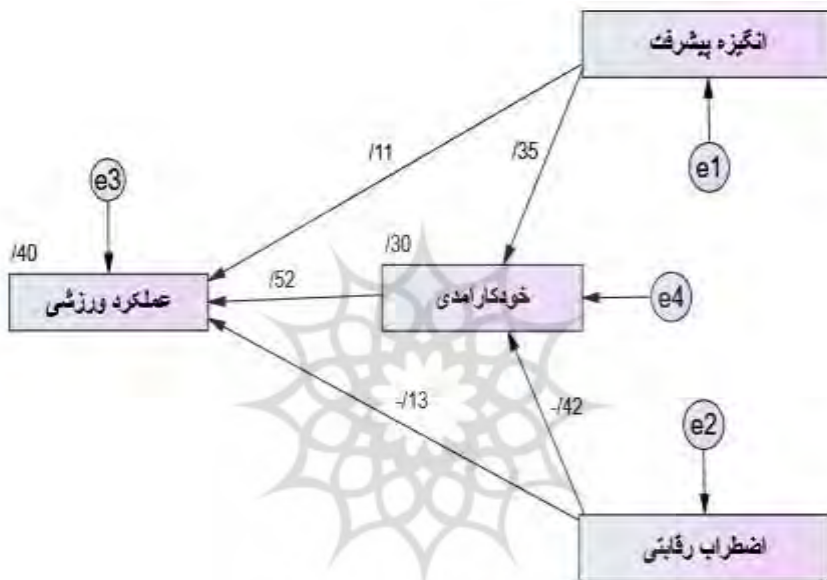 انگیزه پیشرفت
/11
/35
e1
e3
/40
/30
/52
عملکرد ورزشی
خودکارامدی
e4
-/13
-/42
e2
اضطراب رقابتی